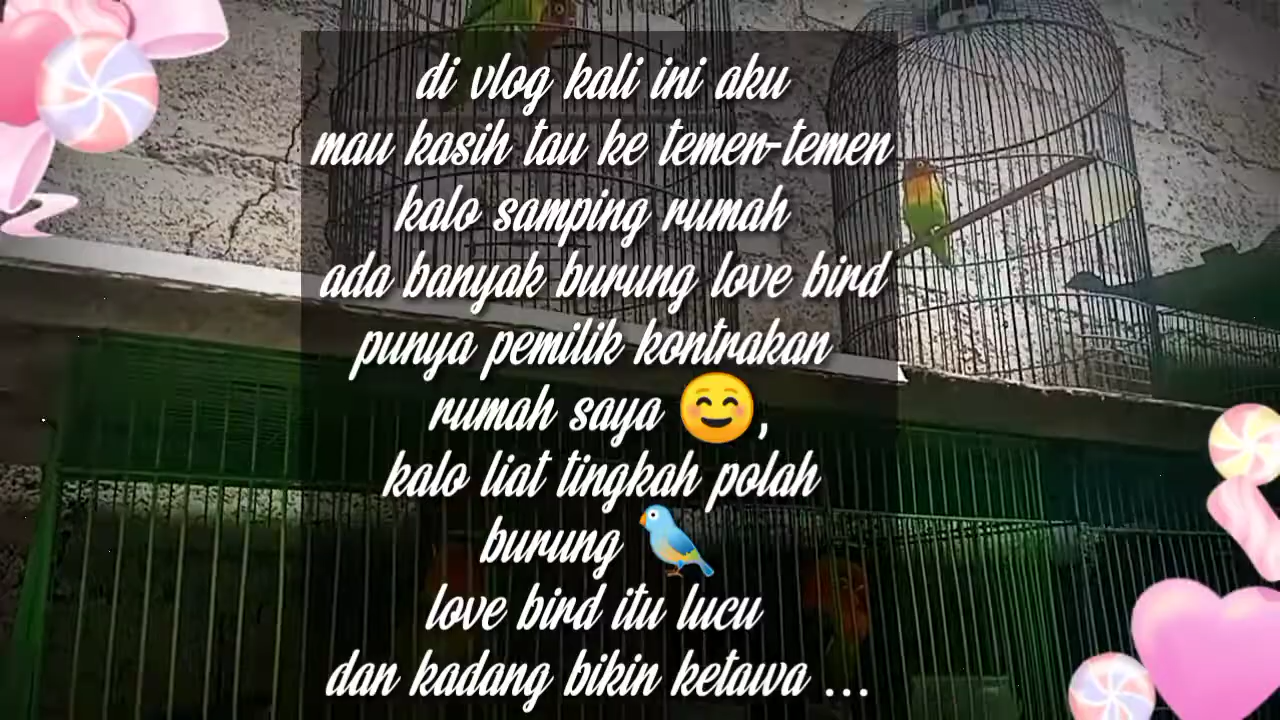 di vlog kali ini aku
mau kasih tau ke temen-temen
kalo samping rumah
ada banyak burung love bird
punya pemilik kontrakan
rumah saya ☺️,
kalo liat tingkah polah
burung 🐦
love bird itu lucu
dan kadang bikin ketawa ...